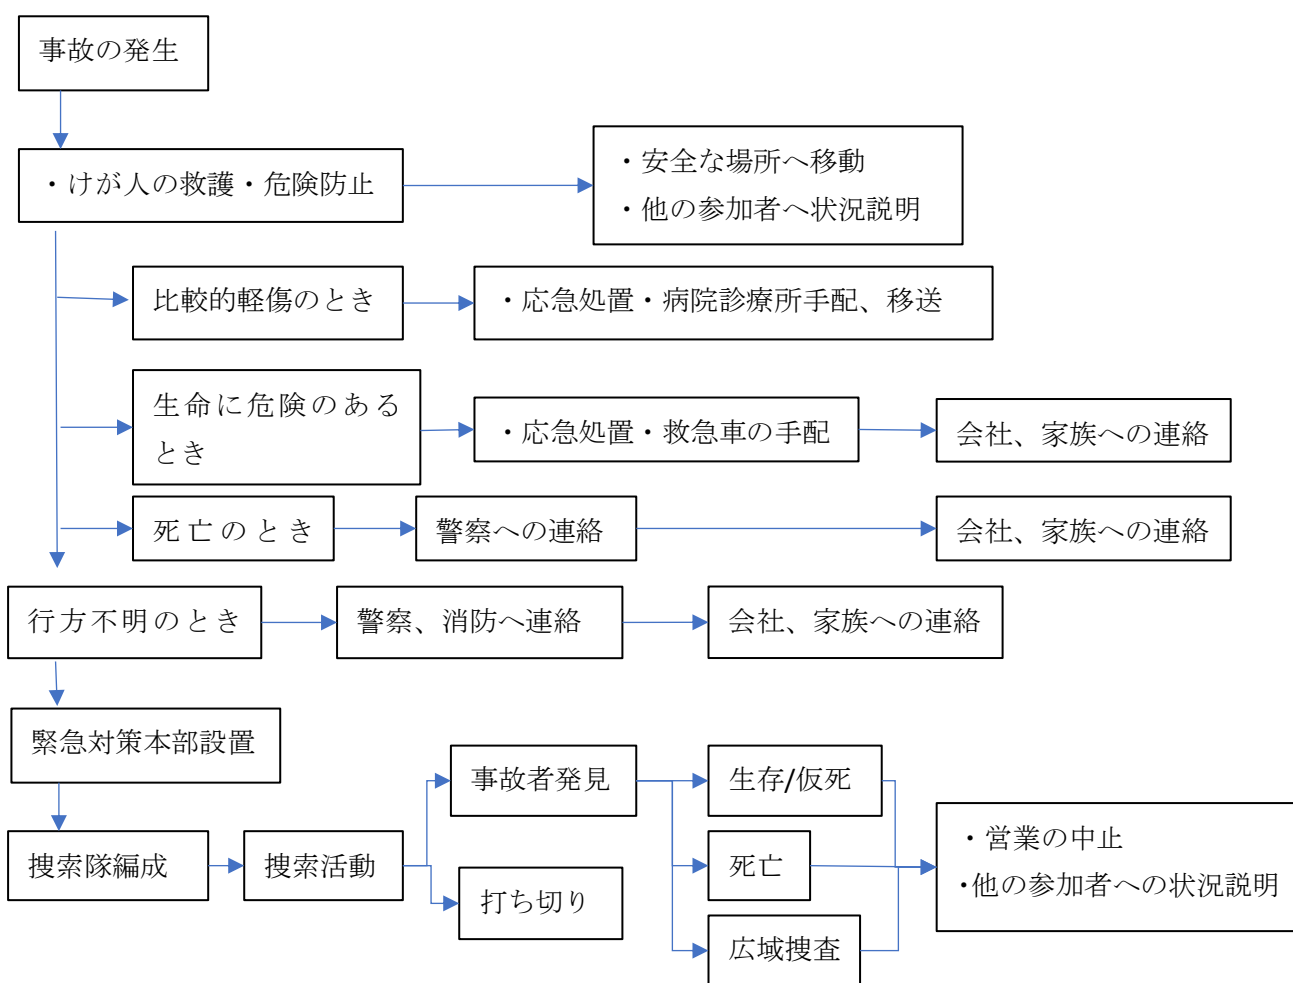 事故の発生
・けが人の救護・危険防止
・安全な場所へ移動
・他の参加者へ状況説明
比較的軽傷のとき
・応急処置・病院診療所手配、移送
生命に危険のある
とき
・応急処置・救急車の手配
会社、家族への連絡
死亡のとき
警察への連絡
会社、家族への連絡
行方不明のとき
警察、消防へ連絡
会社、家族への連絡
緊急対策本部設置
捜索隊編成
捜索活動
事故者発見
打ち切り
生存/仮死
死亡
広域捜査
・営業の中止
・他の参加者への状況説明